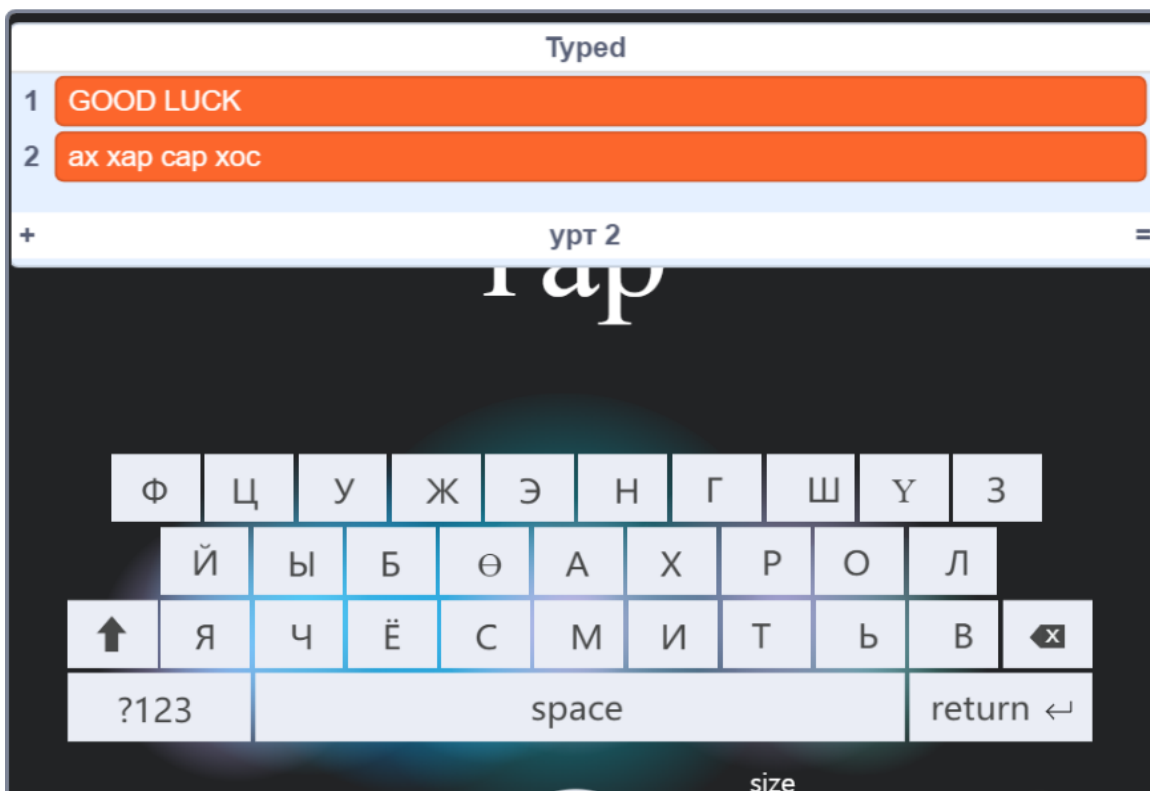 Typed
1 GOOD LUCK
2 ах хар сар хос
+ урт 2 =
Ф Ц У Ж Э Н Г Ш Ү З
Й Ы Б Ө А Х Р О Л
Я Ч Ё С М И Т Ь В
?123 space return
size